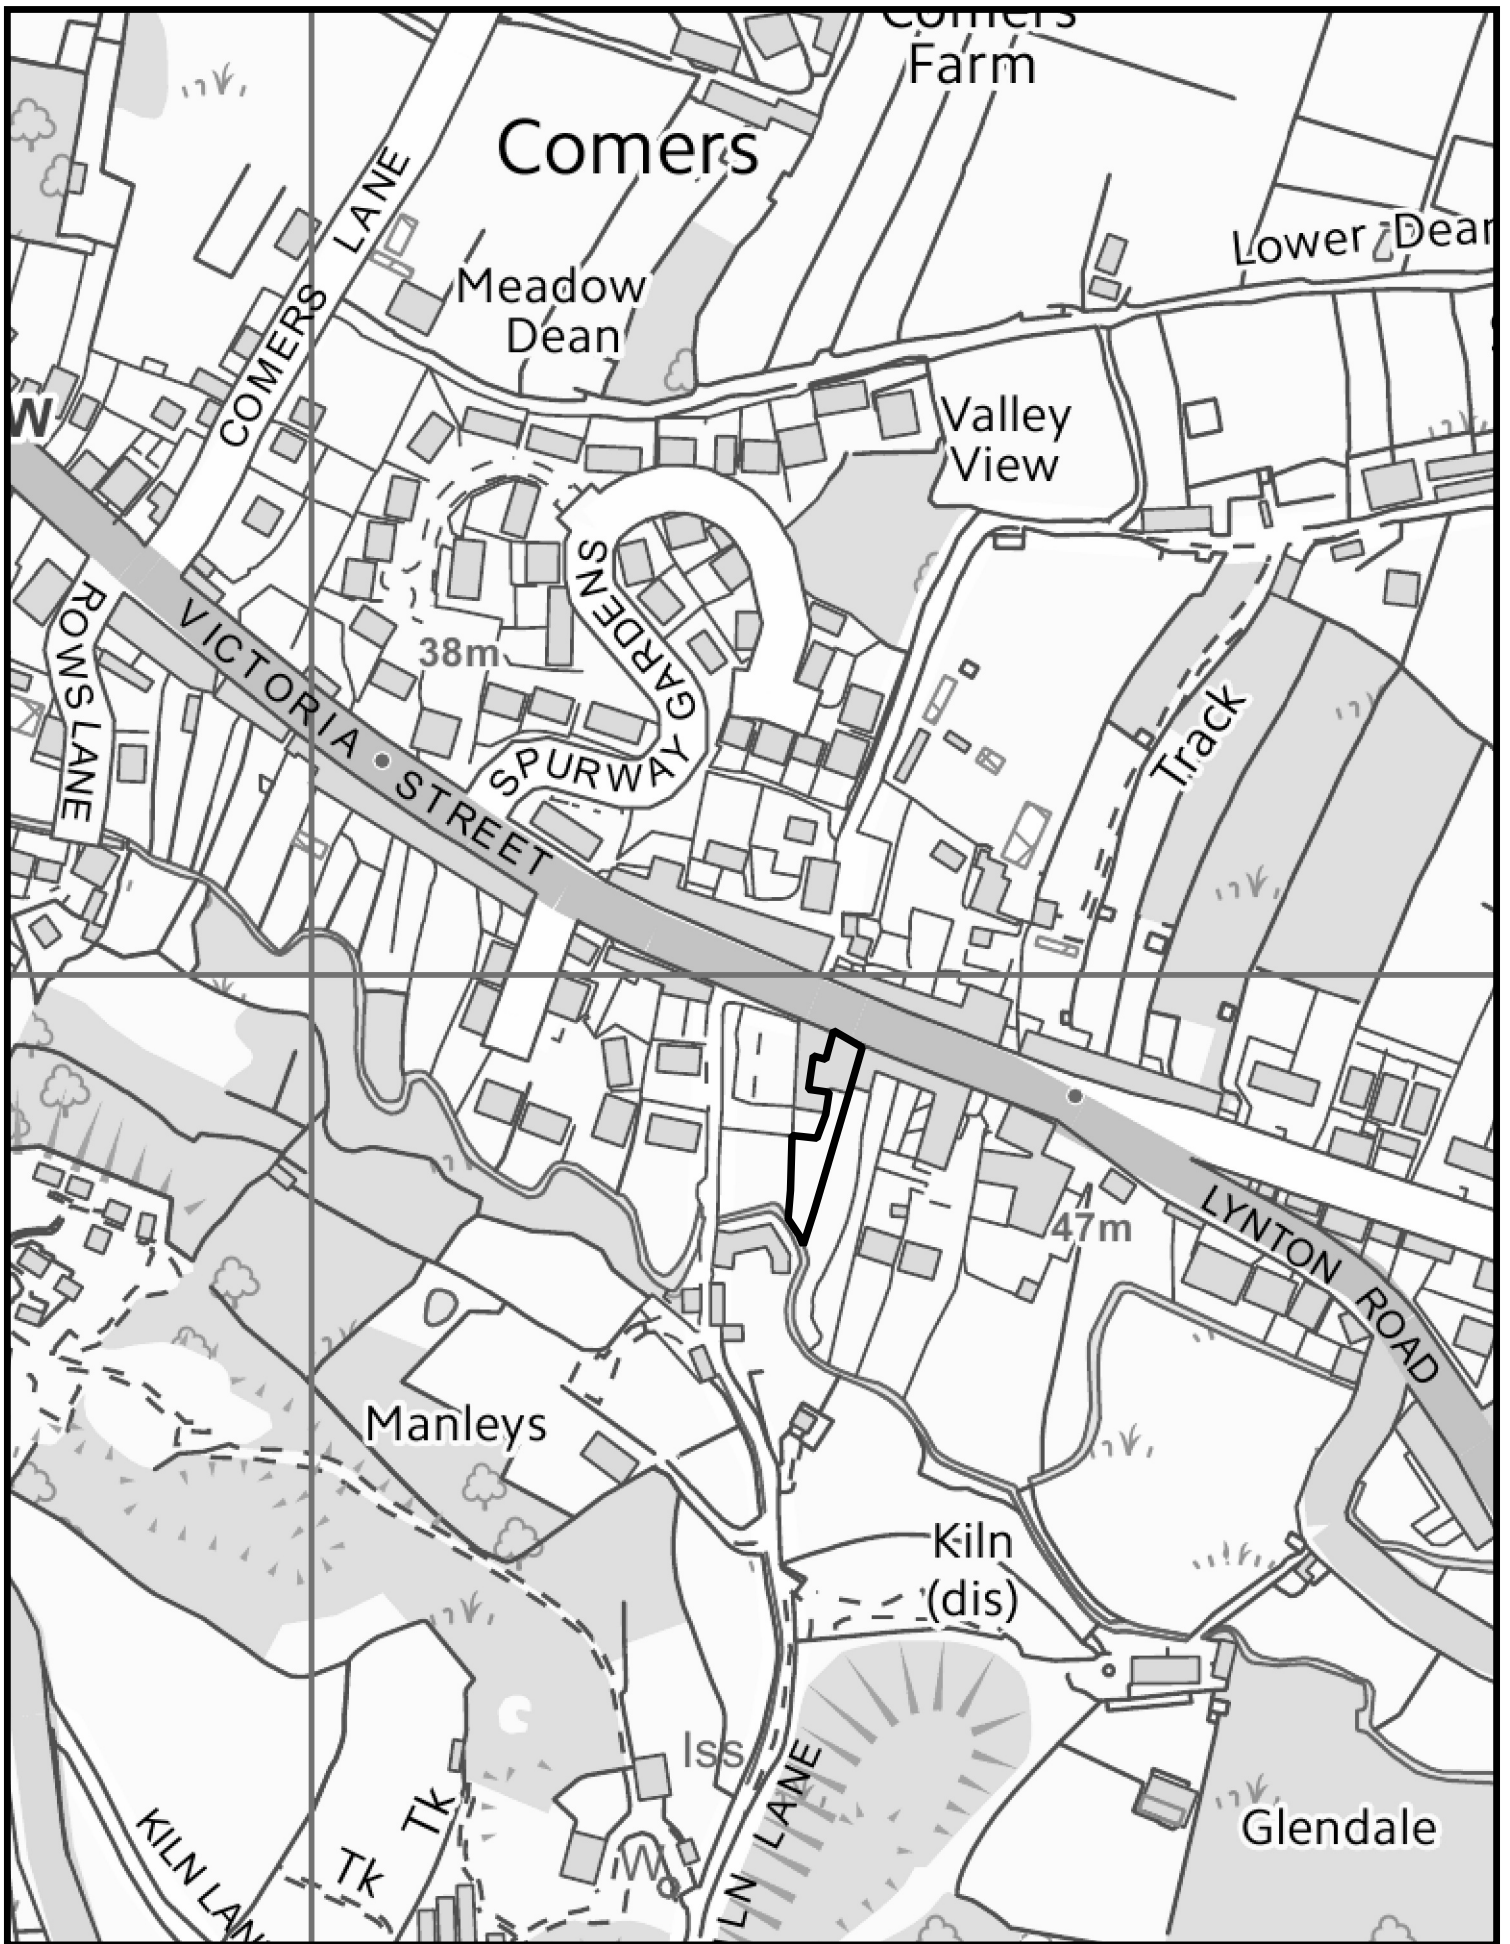 Comers
Farm
Comers
LANE
Lower Dean
Meadow
Dean
COMERS
W
Valley
View
GARDENS
ROWS LANE
VICTORIA
38m
Track
SPURWAY
STREET
LYNTON ROAD
47m
Manleys
Kiln
(dis)
Iss
LANE
KILN LANE
Tk
Tk
Glendale
W
ILN